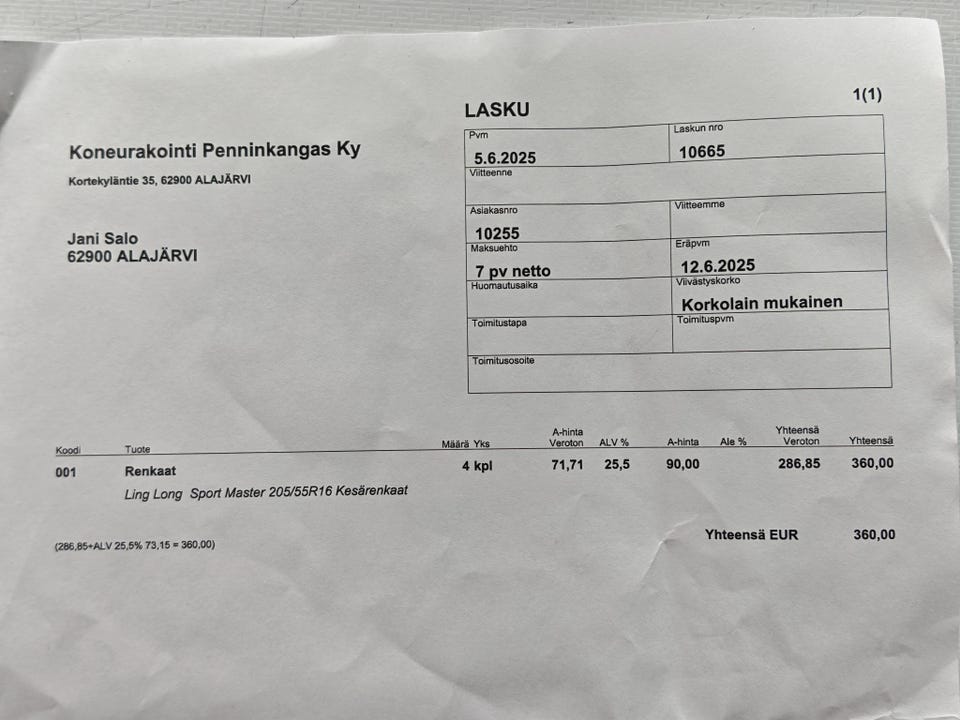 LASKU
1(1)
Koneurakointi Penninkangas Ky
Kortekyläntie 35, 62900 ALAJÄRVI
Jani Salo
62900 ALAJÄRVI
Pvm Laskun nro
5.6.2025 10665
Viitteenne
Asiakasnro Viitteemme
10255
Maksuehto Eräpvm
7 pv netto 12.6.2025
Huomautusaika Viivästyskorko
Korkolain mukainen
Toimitustapa Toimituspvm
Toimitusosoite
Koodi Tuote Määrä Yks A-hinta Veroton ALV % A-hinta Ale % Yhteensä Veroton Yhteensä
001 Renkaat 4 kpl 71,71 25,5 90,00 286,85 360,00
Ling Long Sport Master 205/55R16 Kesärenkaat
Yhteensä EUR 360,00
(286,85+ALV 25,5% 73,15 = 360,00)